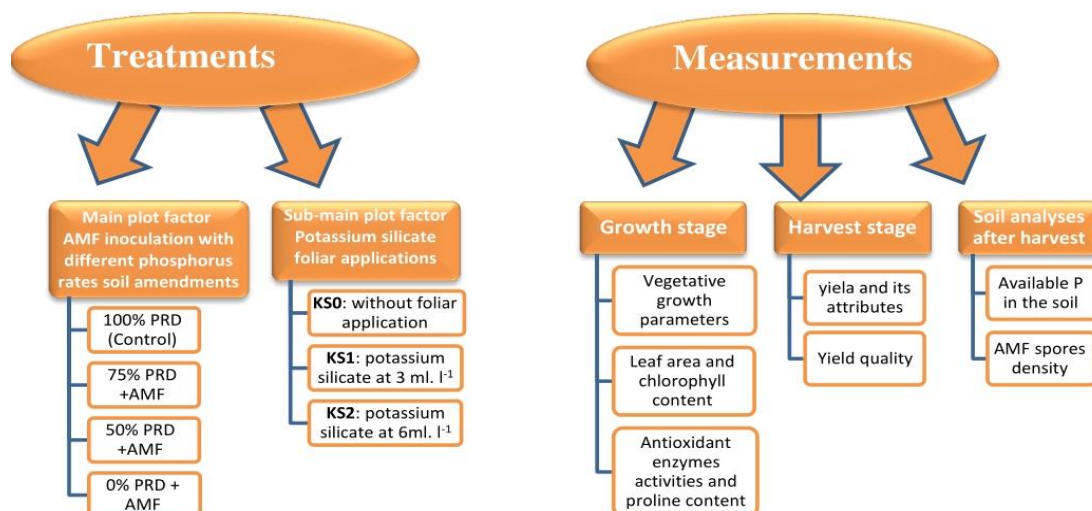 Treatments
Main plot factor
AMF inoculation with
different phosphorus
rates soil amendments
100% PRD
(Control)
75% PRD
+AMF
50% PRD
+AMF
0% PRD +
AMF
Sub-main plot factor
Potassium silicate
foliar applications
KS0: without foliar
application
KS1: potassium
silicate at 3 ml. l⁻¹
KS2: potassium
silicate at 6ml. l⁻¹
Measurements
Growth stage
Vegetative
growth
parameters
Leaf area and
chlorophyll
content
Antioxidant
enzymes
activities and
proline content
Harvest stage
yiela and its
attributes
Yield quality
Soil analyses
after harvest
Available P
in the soil
AMF spores
density